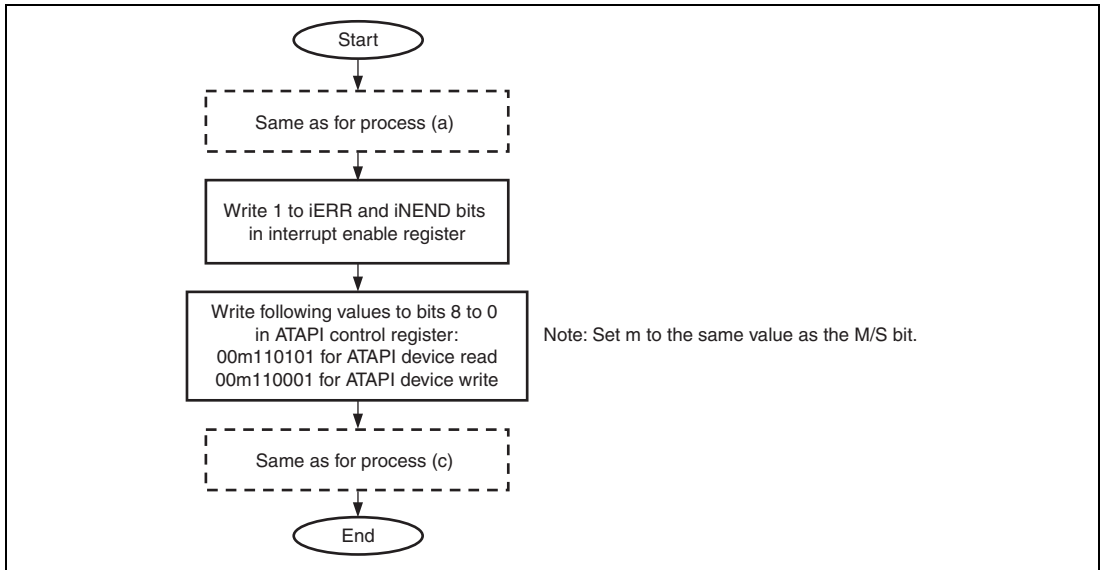 Start
Same as for process (a)
Write 1 to iERR and iNEND bits
in interrupt enable register
Write following values to bits 8 to 0
in ATAPI control register:
00m110101 for ATAPI device read
00m110001 for ATAPI device write
Note: Set m to the same value as the M/S bit.
Same as for process (c)
End